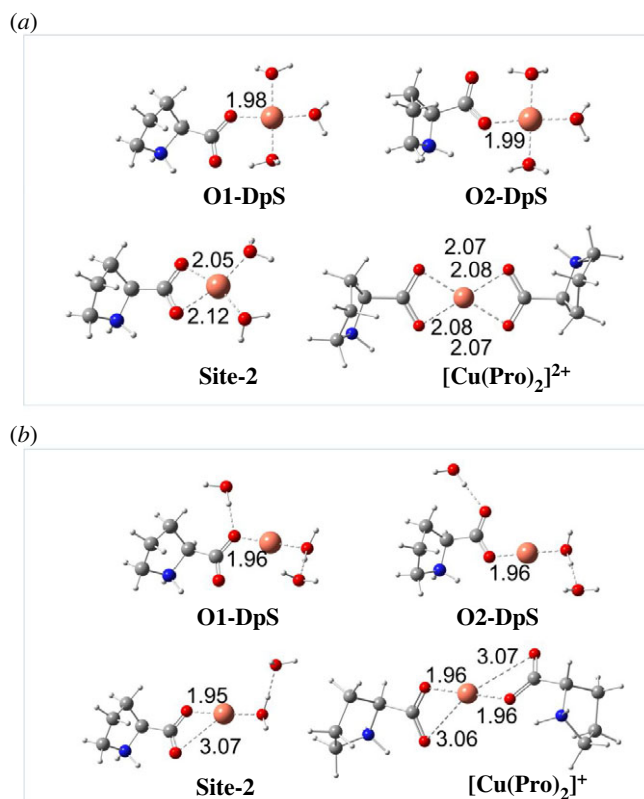 (a)
1.98
1.99
O1-DpS
O2-DpS
2.05
2.12
2.07
2.08
2.08
2.07
Site-2
[Cu(Pro)₂]²⁺
(b)
1.96
1.96
O1-DpS
O2-DpS
1.95
3.07
1.96
3.07
1.96
3.06
Site-2
[Cu(Pro)₂]⁺